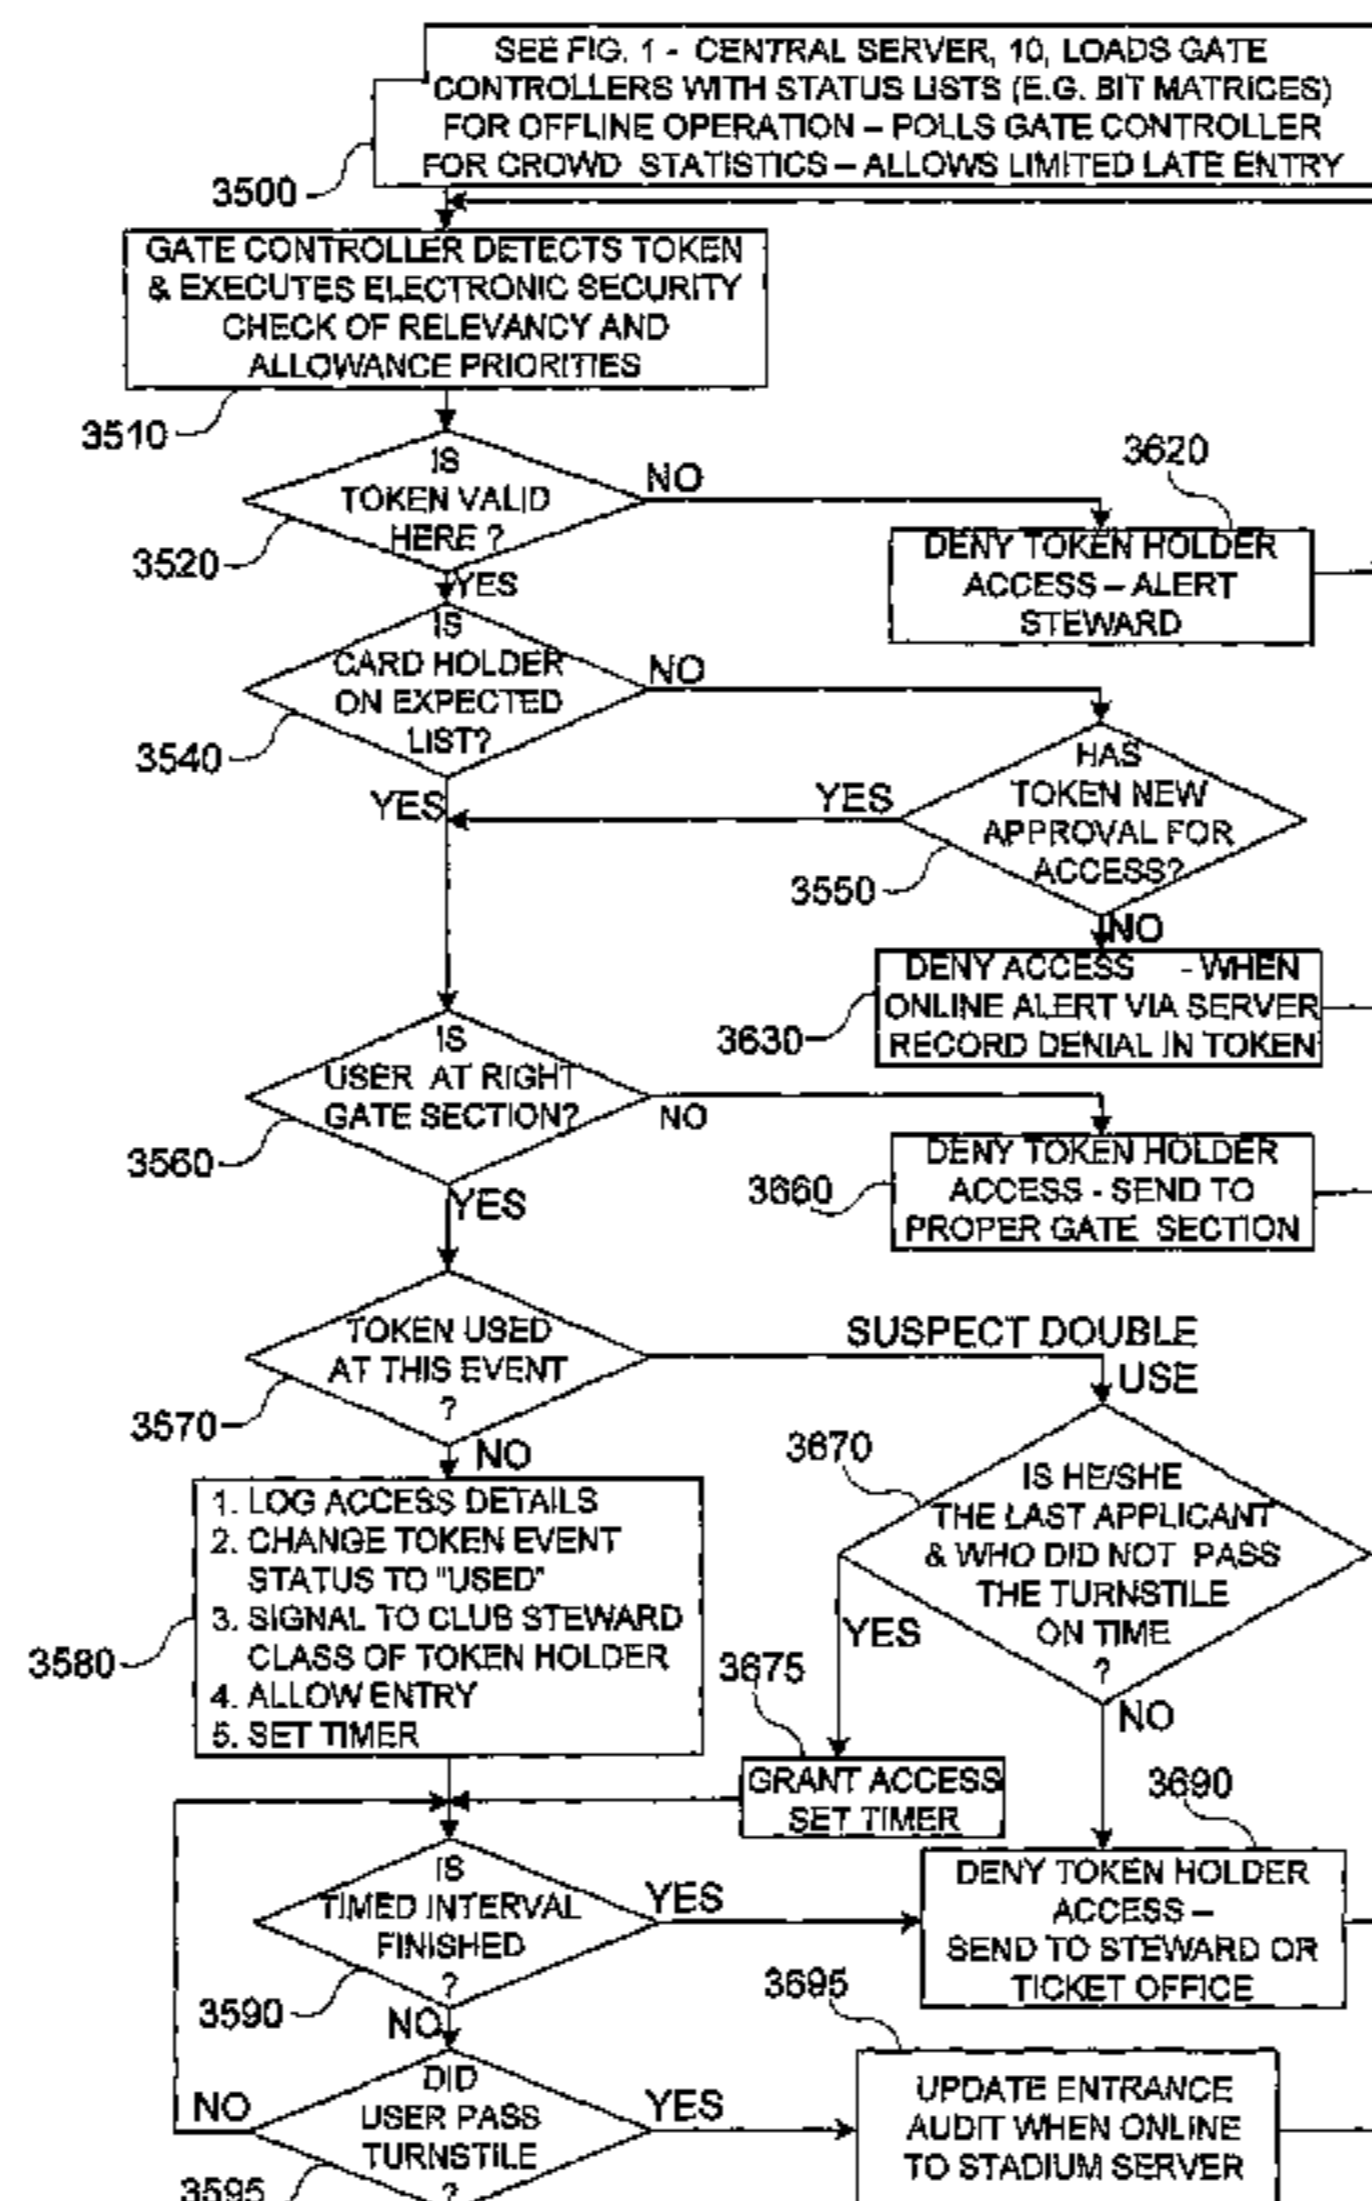 SEE FIG. 1 - CENTRAL SERVER, 10, LOADS GATE
CONTROLLERS WITH STATUS LISTS (E.G. BIT MATRICES)
FOR OFFLINE OPERATION – POLLS GATE CONTROLLER
FOR CROWD STATISTICS – ALLOWS LIMITED LATE ENTRY
3500
GATE CONTROLLER DETECTS TOKEN
& EXECUTES ELECTRONIC SECURITY
CHECK OF RELEVANCY AND
ALLOWANCE PRIORITIES
3510
IS
TOKEN VALID
HERE ?
3520
NO
YES
3620
DENY TOKEN HOLDER
ACCESS – ALERT
STEWARD
IS
CARD HOLDER
ON EXPECTED
LIST?
3540
NO
YES
HAS
TOKEN NEW
APPROVAL FOR
ACCESS?
3550
YES
NO
DENY ACCESS - WHEN
ONLINE ALERT VIA SERVER
RECORD DENIAL IN TOKEN
3630
IS
USER AT RIGHT
GATE SECTION?
3560
NO
YES
DENY TOKEN HOLDER
ACCESS - SEND TO
PROPER GATE SECTION
3660
TOKEN USED
AT THIS EVENT
?
3570
SUSPECT DOUBLE
USE
NO
3670
IS HE/SHE
THE LAST APPLICANT
& WHO DID NOT PASS
THE TURNSTILE
ON TIME
?
YES
NO
1. LOG ACCESS DETAILS
2. CHANGE TOKEN EVENT
STATUS TO "USED"
3. SIGNAL TO CLUB STEWARD
CLASS OF TOKEN HOLDER
4. ALLOW ENTRY
5. SET TIMER
3580
3675
GRANT ACCESS
SET TIMER
3690
DENY TOKEN HOLDER
ACCESS –
SEND TO STEWARD OR
TICKET OFFICE
IS
TIMED INTERVAL
FINISHED
?
3590
YES
NO
3695
DID
USER PASS
TURNSTILE
?
3595
NO
YES
UPDATE ENTRANCE
AUDIT WHEN ONLINE
TO STADIUM SERVER